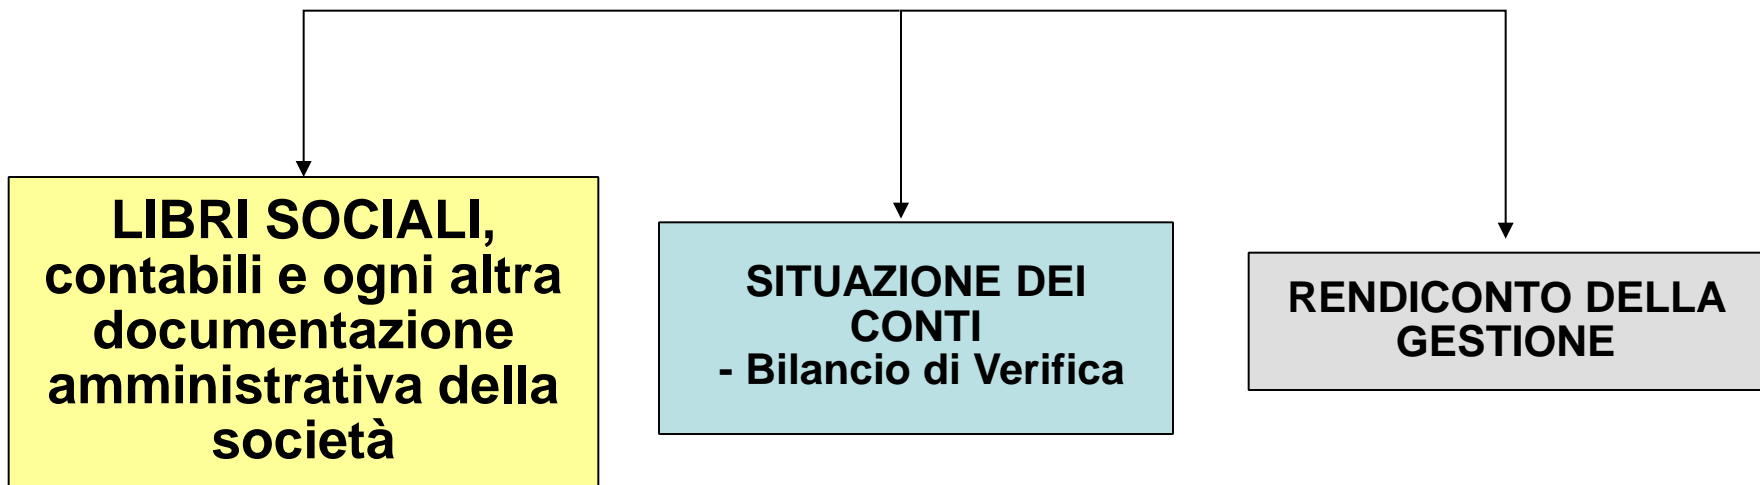 LIBRI SOCIALI,
contabili e ogni altra
documentazione
amministrativa della
società
SITUAZIONE DEI
CONTI
- Bilancio di Verifica
RENDICONTO DELLA
GESTIONE